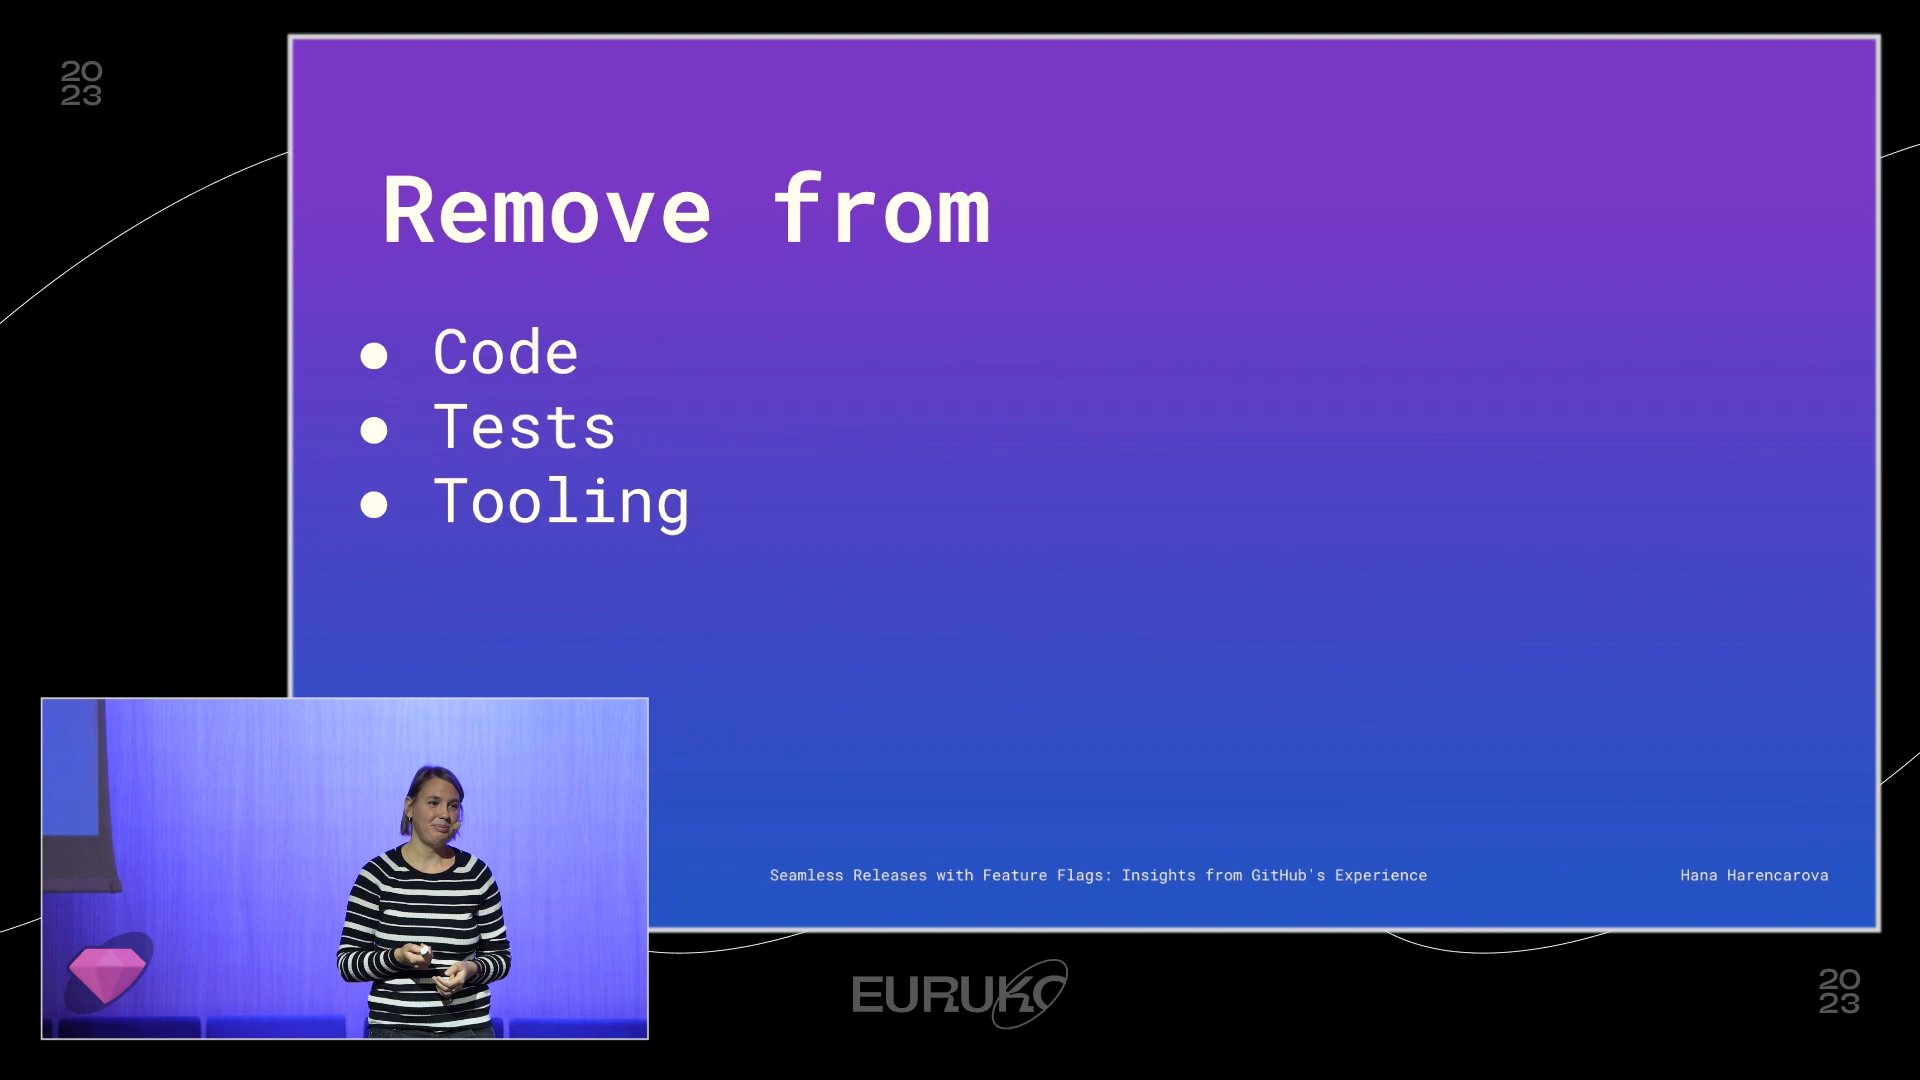 20
23
Remove from
● Code
● Tests
● Tooling
Seamless Releases with Feature Flags: Insights from GitHub's Experience
Hana Harencarova
EURUKO
20
23